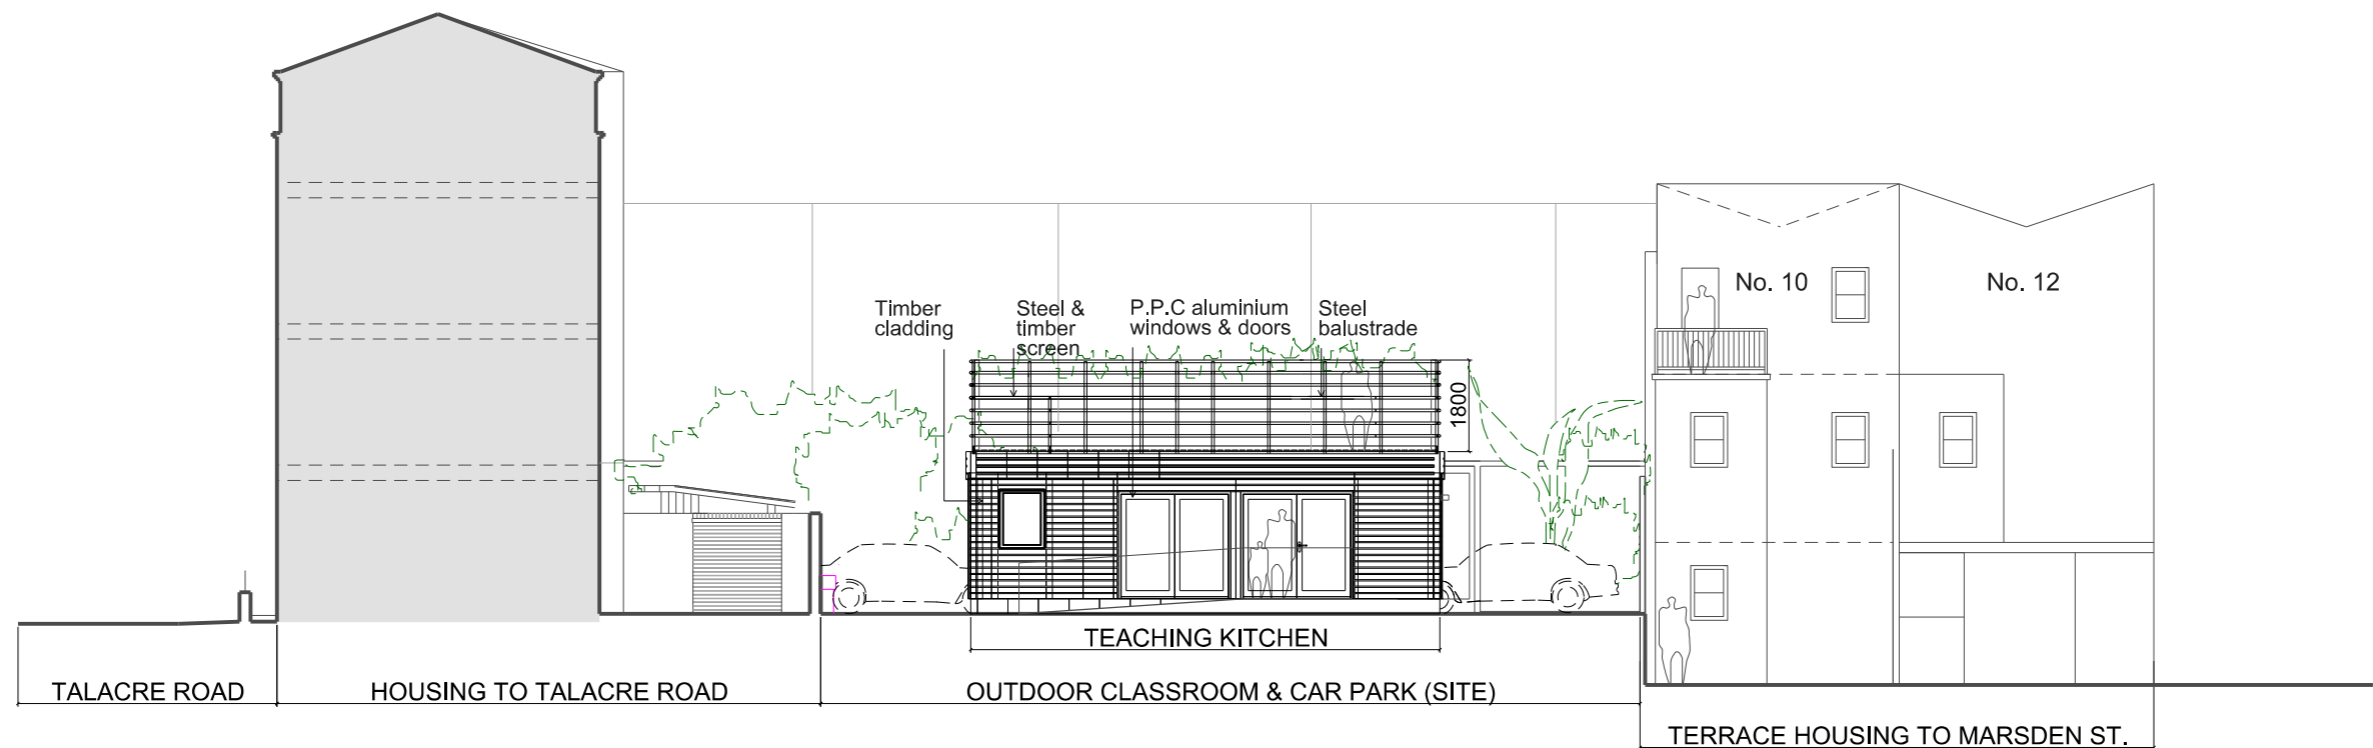 No. 10
No. 12
Timber
cladding
Steel &
timber
screen
P.P.C aluminium
windows & doors
Steel
balustrade
1800
TEACHING KITCHEN
TALACRE ROAD
HOUSING TO TALACRE ROAD
OUTDOOR CLASSROOM & CAR PARK (SITE)
TERRACE HOUSING TO MARSDEN ST.